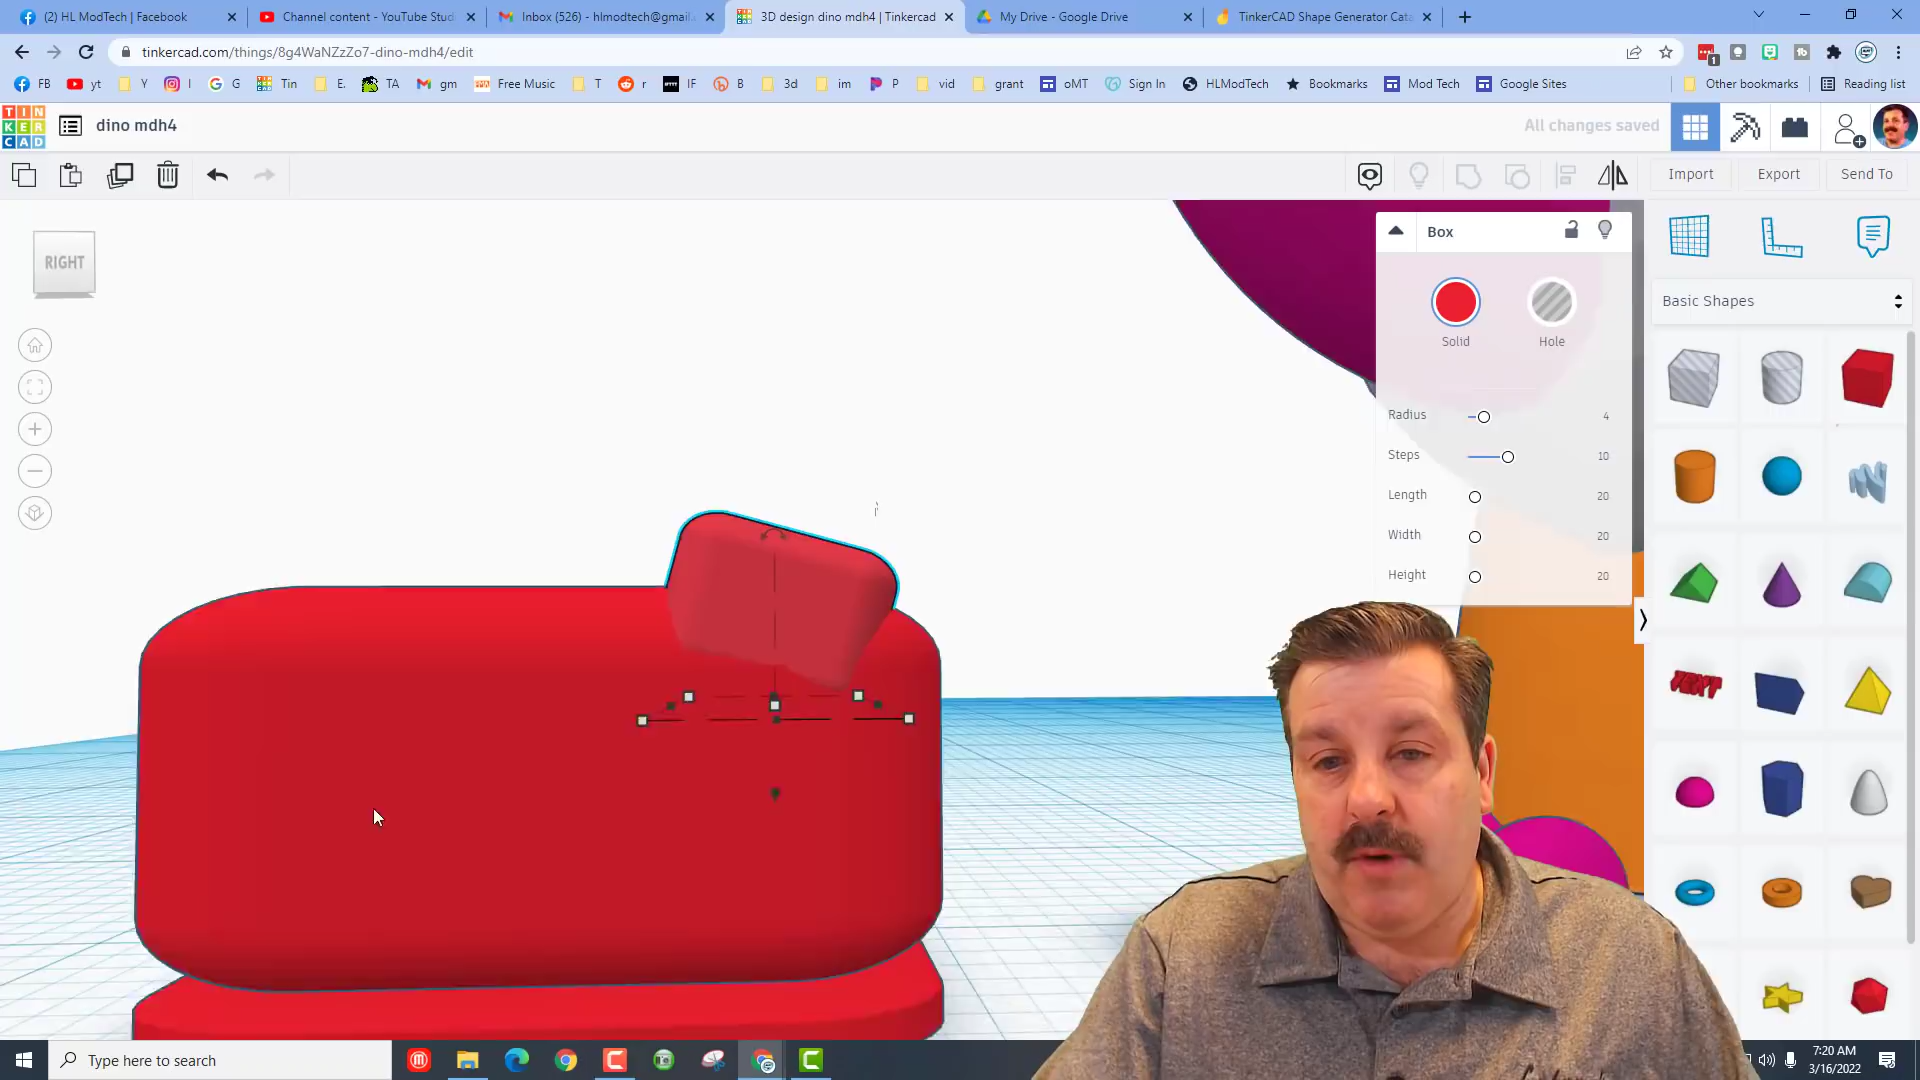 (2) HL ModTech | Facebook
Channel content - YouTube Stud
Inbox (526) - hlmodtech@gmail.
3D design dino mdh4 | Tinkercad
My Drive - Google Drive
TinkerCAD Shape Generator Cata
tinkercad.com/things/8g4WaNZzZo7-dino-mdh4/edit
FB
yt
Y
I
G
Tin
E.
TA
gm
Free Music
T
r
IF
B
3d
im
P
vid
grant
oMT
Sign In
HLModTech
Bookmarks
Mod Tech
Google Sites
Other bookmarks
Reading list
TIN
KER
CAD
dino mdh4
All changes saved
Import
Export
Send To
RIGHT
Box
Solid
Hole
Radius
4
Steps
10
Length
20
Width
20
Height
20
Basic Shapes
TEXT
Type here to search
7:20 AM
3/16/2022